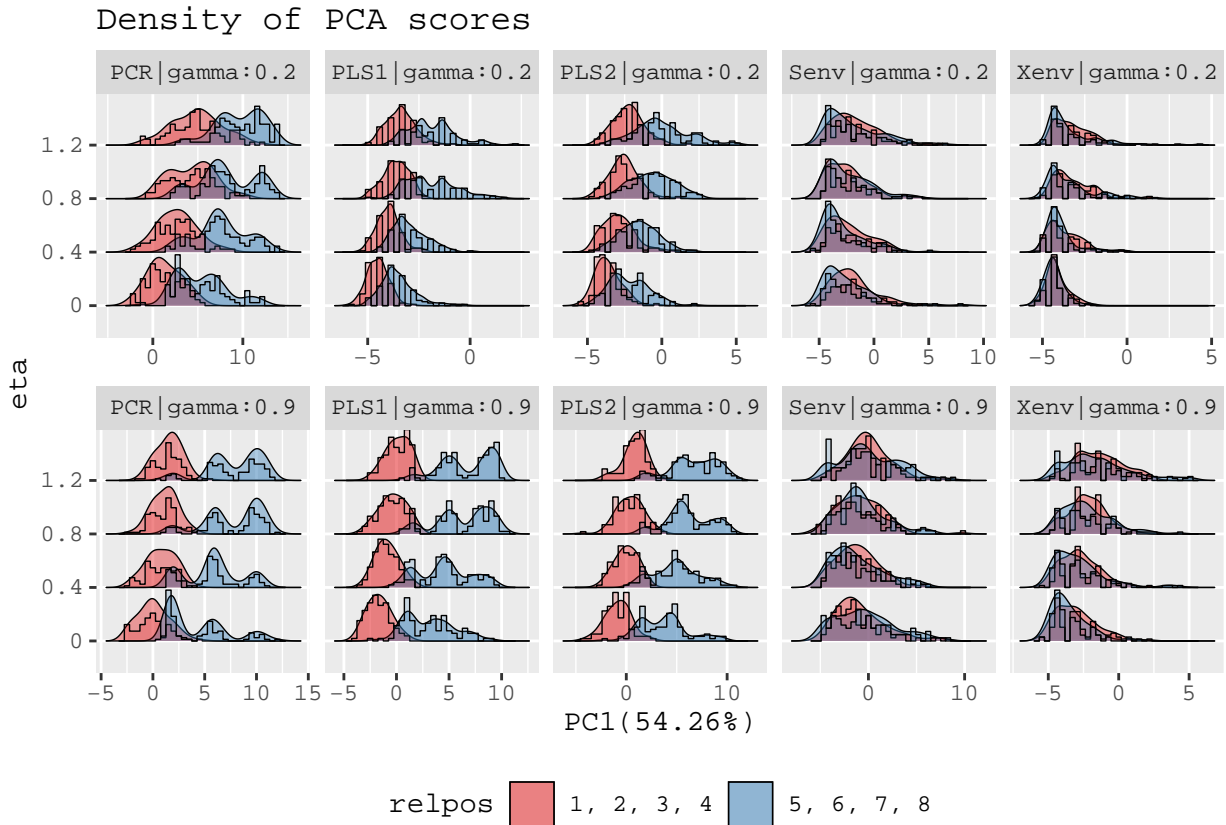 Density of PCA scores
PCR|gamma:0.2 PLS1|gamma:0.2 PLS2|gamma:0.2 Senv|gamma:0.2 Xenv|gamma:0.2
1.2
0.8
0.4
0
0 10 −5 0 −5 0 5 −5 0 5 10 −5 0 5
eta
PCR|gamma:0.9 PLS1|gamma:0.9 PLS2|gamma:0.9 Senv|gamma:0.9 Xenv|gamma:0.9
1.2
0.8
0.4
0
−5 0 5 10 15 0 5 10 0 10 0 10 −5 0 5
PC1(54.26%)
relpos 1, 2, 3, 4 5, 6, 7, 8